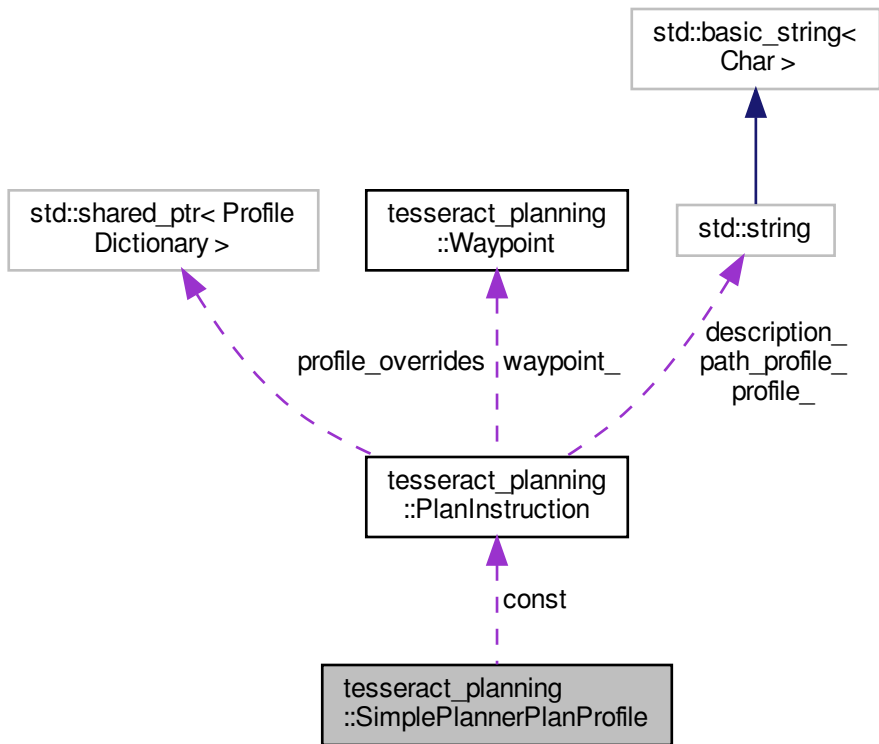 std::basic_string<
Char >
std::shared_ptr< Profile
Dictionary >
tesseract_planning
::Waypoint
std::string
profile_overrides
waypoint_
description_
path_profile_
profile_
tesseract_planning
::PlanInstruction
const
tesseract_planning
::SimplePlannerPlanProfile